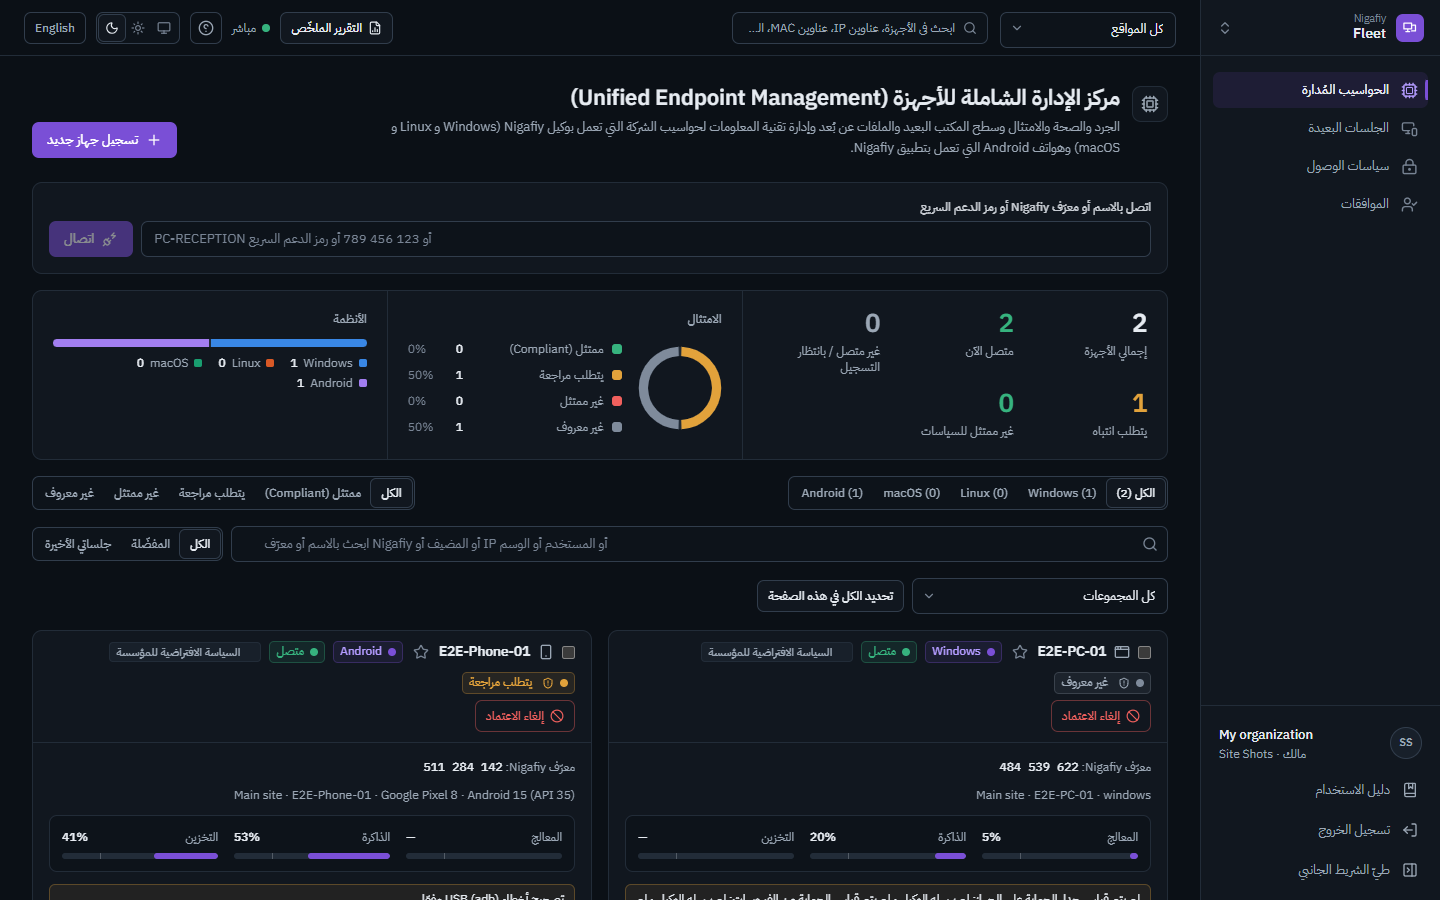 Nigafiy
Fleet
كل المواقع
ابحث في الأجهزة، عناوين IP، عناوين MAC، الـ...
التقرير الملخّص
مباشر
English
الحواسيب المُدارة
الجلسات البعيدة
سياسات الوصول
الموافقات
مركز الإدارة الشاملة للأجهزة (Unified Endpoint Management)
الجرد والصحة والامتثال وسطح المكتب البعيد والملفات عن بُعد وإدارة تقنية المعلومات لحواسيب الشركة التي تعمل بوكيل Nigafiy (Windows و Linux و
macOS) وهواتف Android التي تعمل بتطبيق Nigafiy.
تسجيل جهاز جديد
اتصل بالاسم أو معرّف Nigafiy أو رمز الدعم السريع
PC-RECEPTION أو 123 456 789 أو رمز الدعم السريع
اتصال
2
إجمالي الأجهزة
2
متصل الآن
0
غير متصل / بانتظار
التسجيل
1
يتطلب انتباه
0
غير ممتثل للسياسات
الامتثال
ممتثل (Compliant) 0 0%
يتطلب مراجعة 1 50%
غير ممتثل 0 0%
غير معروف 1 50%
الأنظمة
Windows 1 Linux 0 macOS 0
Android 1
الكل (2) Windows (1) Linux (0) macOS (0) Android (1)
الكل ممتثل (Compliant) يتطلب مراجعة غير ممتثل غير معروف
ابحث بالاسم أو معرّف Nigafiy أو المضيف أو IP أو المستخدم أو الوسم
الكل المفضّلة جلساتي الأخيرة
كل المجموعات
تحديد الكل في هذه الصفحة
E2E-PC-01 Windows متصل السياسة الافتراضية للمؤسسة
غير معروف
إلغاء الاعتماد
معرّف Nigafiy: 622 539 484
Main site · E2E-PC-01 · windows
المعالج 5% الذاكرة 20% التخزين —
E2E-Phone-01 Android متصل السياسة الافتراضية للمؤسسة
يتطلب مراجعة
إلغاء الاعتماد
معرّف Nigafiy: 142 284 511
Main site · E2E-Phone-01 · Google Pixel 8 · Android 15 (API 35)
المعالج — الذاكرة 53% التخزين 41%
تصحيح أخطاء USB (adb) مفعّل
SS
My organization
مالك · Site Shots
دليل الاستخدام
تسجيل الخروج
طيّ الشريط الجانبي